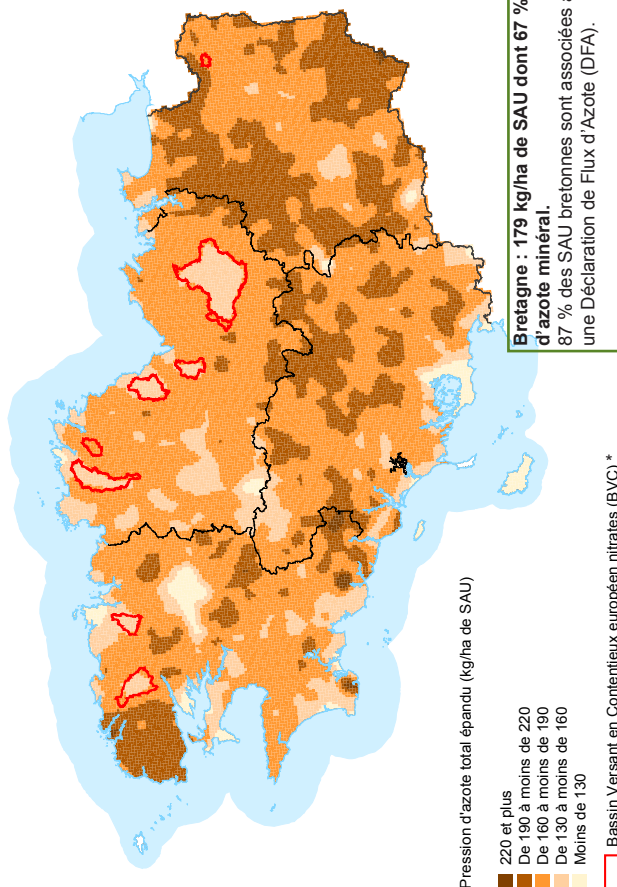 Pression d'azote total épandu (kg/ha de SAU)
220 et plus
De 190 à moins de 220
De 160 à moins de 190
De 130 à moins de 160
Moins de 130
Bassin Versant en Contentieux européen nitrates (BVC) *
Bretagne : 179 kg/ha de SAU dont 67 %
d'azote minéral.
87 % des SAU bretonnes sont associées
une Déclaration de Flux d'Azote (DFA).